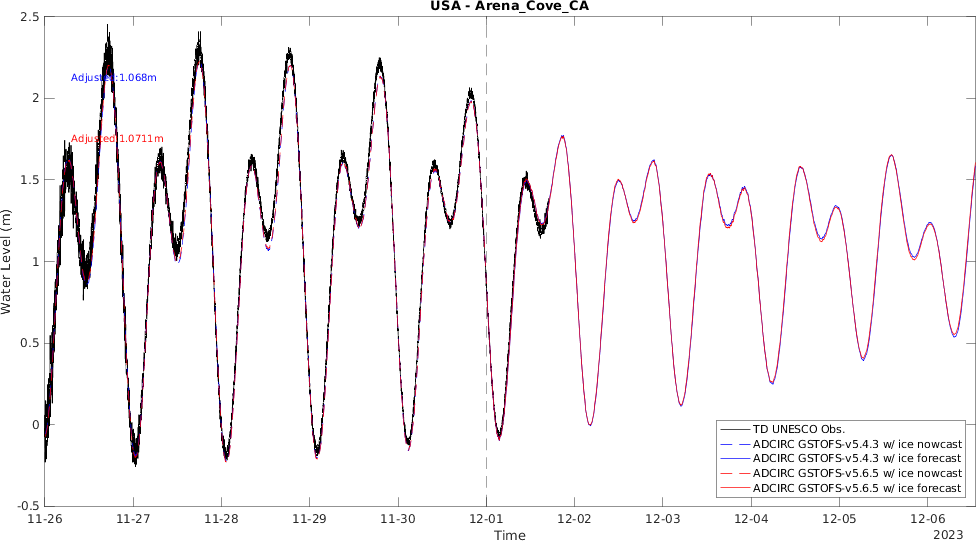 USA - Arena_Cove_CA
2.5
2
1.5
1
0.5
0
-0.5
Water Level (m)
Adjusted:1.068m
Adjusted:1.0711m
TD UNESCO Obs.
ADCIRC GSTOFS-v5.4.3 w/ ice nowcast
ADCIRC GSTOFS-v5.4.3 w/ ice forecast
ADCIRC GSTOFS-v5.6.5 w/ ice nowcast
ADCIRC GSTOFS-v5.6.5 w/ ice forecast
11-26 11-27 11-28 11-29 11-30 12-01 12-02 12-03 12-04 12-05 12-06
Time
2023